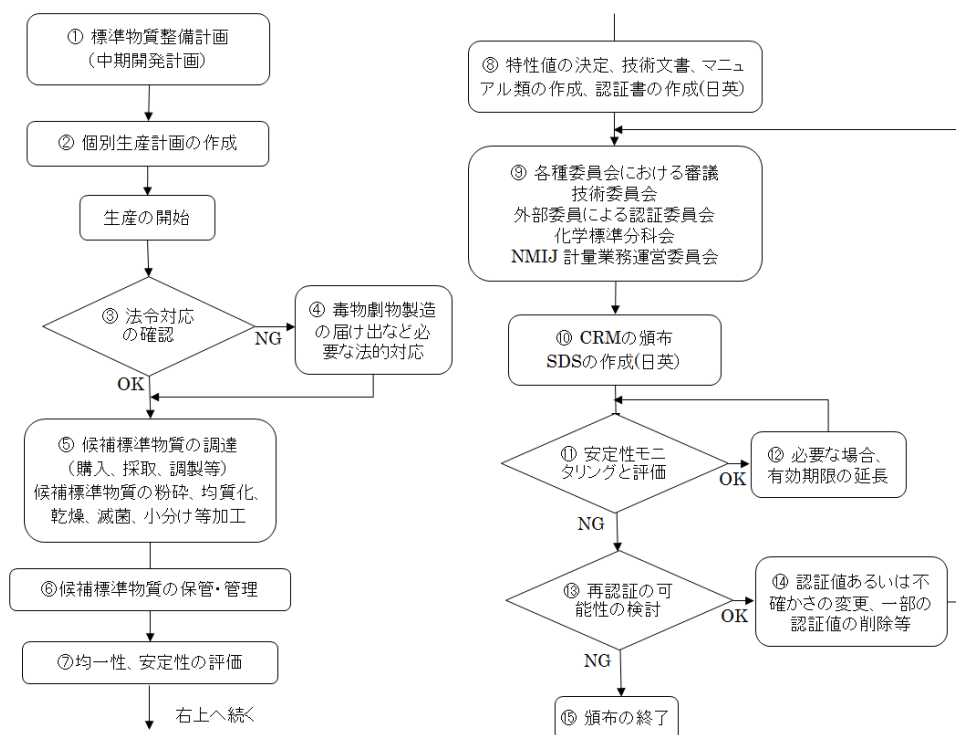 ① 標準物質整備計画
(中期開発計画)
② 個別生産計画の作成
生産の開始
③ 法令対応
の確認
NG
OK
④ 毒物劇物製造
の届け出など必
要な法的対応
⑤ 候補標準物質の調達
(購入、採取、調製等)
候補標準物質の粉砕、均質化、
乾燥、滅菌、小分け等加工
⑥候補標準物質の保管・管理
⑦均一性、安定性の評価
右上へ続く
⑧ 特性値の決定、技術文書、マニュ
アル類の作成、認証書の作成(日英)
⑨ 各種委員会における審議
技術委員会
外部委員による認証委員会
化学標準分科会
NMIJ 計量業務運営委員会
⑩ CRMの頒布
SDSの作成(日英)
⑪ 安定性モニ
タリングと評価
OK
NG
⑫ 必要な場合、
有効期限の延長
⑬ 再認証の可
能性の検討
OK
NG
⑭ 認証値あるいは不
確かさの変更、一部の
認証値の削除等
⑮ 頒布の終了